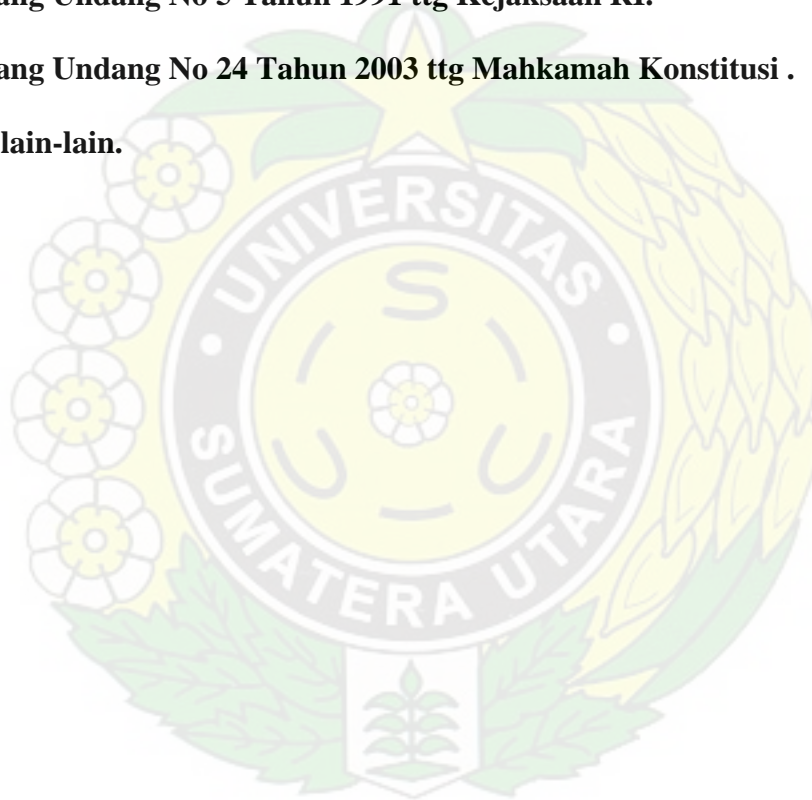 ang Undang No 5 Tahun 1991 ttg Kejaksaan RI.
ang Undang No 24 Tahun 2003 ttg Mahkamah Konstitusi .
lain-lain.
UNIVERSITAS
SUMATERA UTARA
U S U